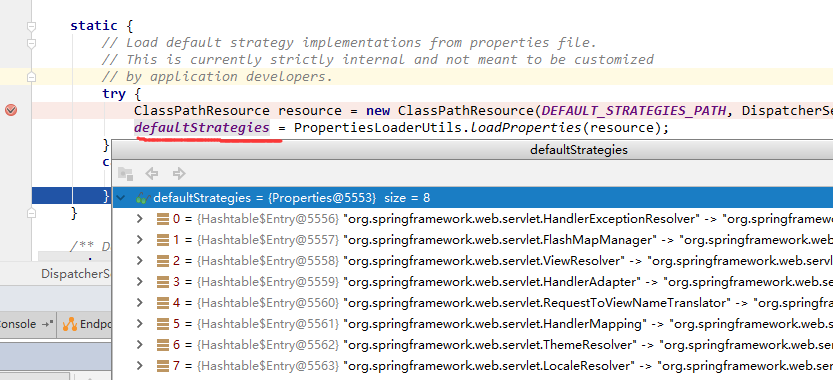 static {
// Load default strategy implementations from properties file.
// This is currently strictly internal and not meant to be customized
// by application developers.
try {
ClassPathResource resource = new ClassPathResource(DEFAULT_STRATEGIES_PATH, DispatcherSe
defaultStrategies = PropertiesLoaderUtils.loadProperties(resource);
}
defaultStrategies
c
defaultStrategies = {Properties@5553} size = 8
}
0 = {Hashtable$Entry@5556} "org.springframework.web.servlet.HandlerExceptionResolver" -> "org.springframew
}
1 = {Hashtable$Entry@5557} "org.springframework.web.servlet.FlashMapManager" -> "org.springframework.web.
2 = {Hashtable$Entry@5558} "org.springframework.web.servlet.ViewResolver" -> "org.springframework.web.servl
/** D
3 = {Hashtable$Entry@5559} "org.springframework.web.servlet.HandlerAdapter" -> "org.springframework.web.s
DispatcherSe
4 = {Hashtable$Entry@5560} "org.springframework.web.servlet.RequestToViewNameTranslator" -> "org.springfra
Console Endpo
5 = {Hashtable$Entry@5561} "org.springframework.web.servlet.HandlerMapping" -> "org.springframework.web.s
6 = {Hashtable$Entry@5562} "org.springframework.web.servlet.ThemeResolver" -> "org.springframework.web.se
7 = {Hashtable$Entry@5563} "org.springframework.web.servlet.LocaleResolver" -> "org.springframework.web.se